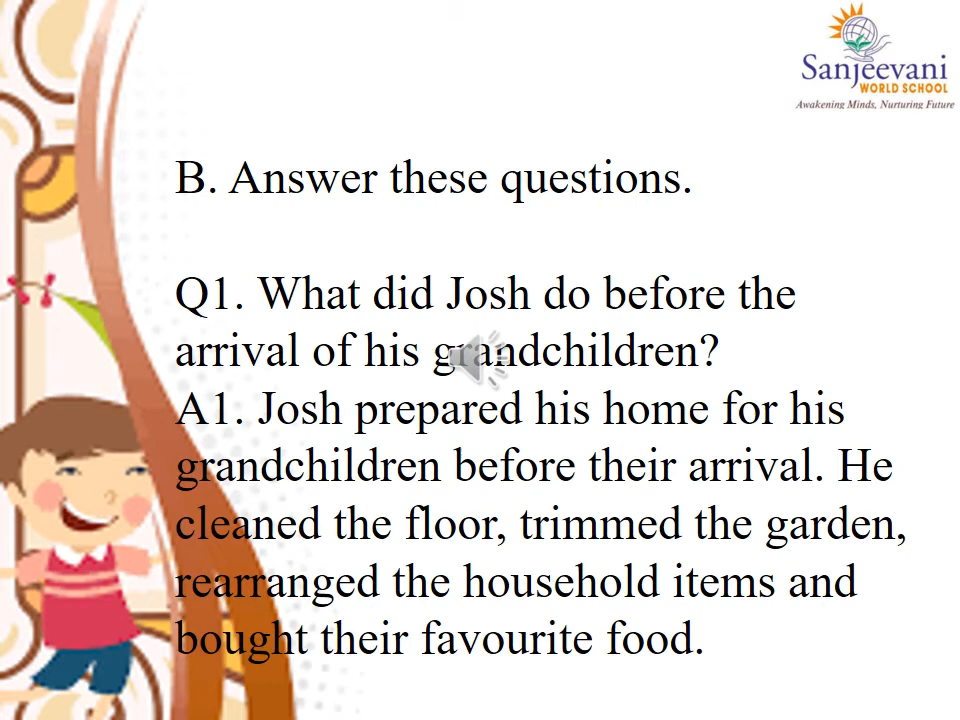 Sanjeevani
WORLD SCHOOL
Awakening Minds, Nurturing Future
B. Answer these questions.
Q1. What did Josh do before the
arrival of his grandchildren?
A1. Josh prepared his home for his
grandchildren before their arrival. He
cleaned the floor, trimmed the garden,
rearranged the household items and
bought their favourite food.